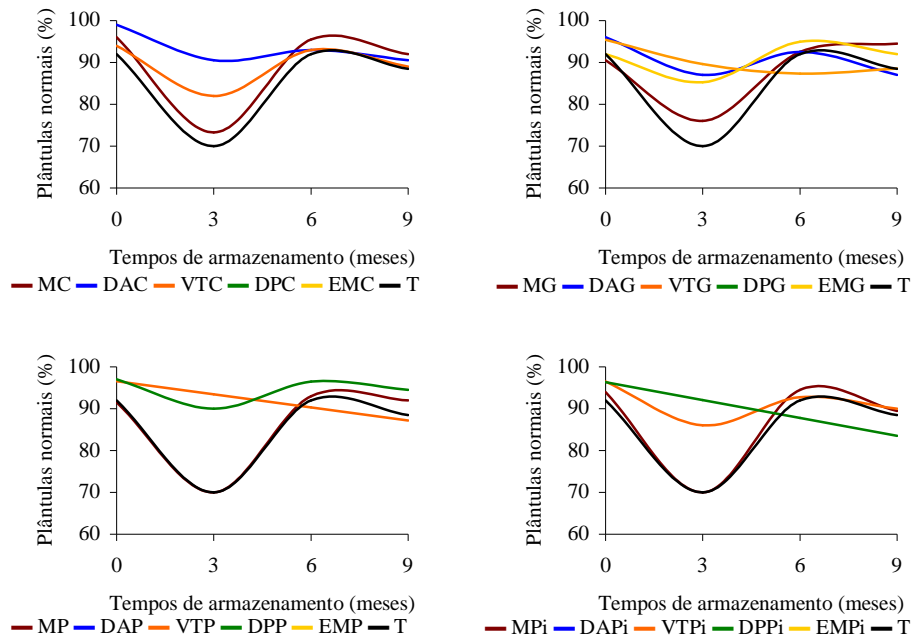 Plântulas normais (%)
100
90
80
70
60
0 3 6 9
Tempos de armazenamento (meses)
MC DAC VTC DPC EMC T
Plântulas normais (%)
100
90
80
70
60
0 3 6 9
Tempos de armazenamento (meses)
MG DAG VTG DPG EMG T
Plântulas normais (%)
100
90
80
70
60
0 3 6 9
Tempos de armazenamento (meses)
MP DAP VTP DPP EMP T
Plântulas normais (%)
100
90
80
70
60
0 3 6 9
Tempos de armazenamento (meses)
MPi DAPi VTPi DPPi EMPi T